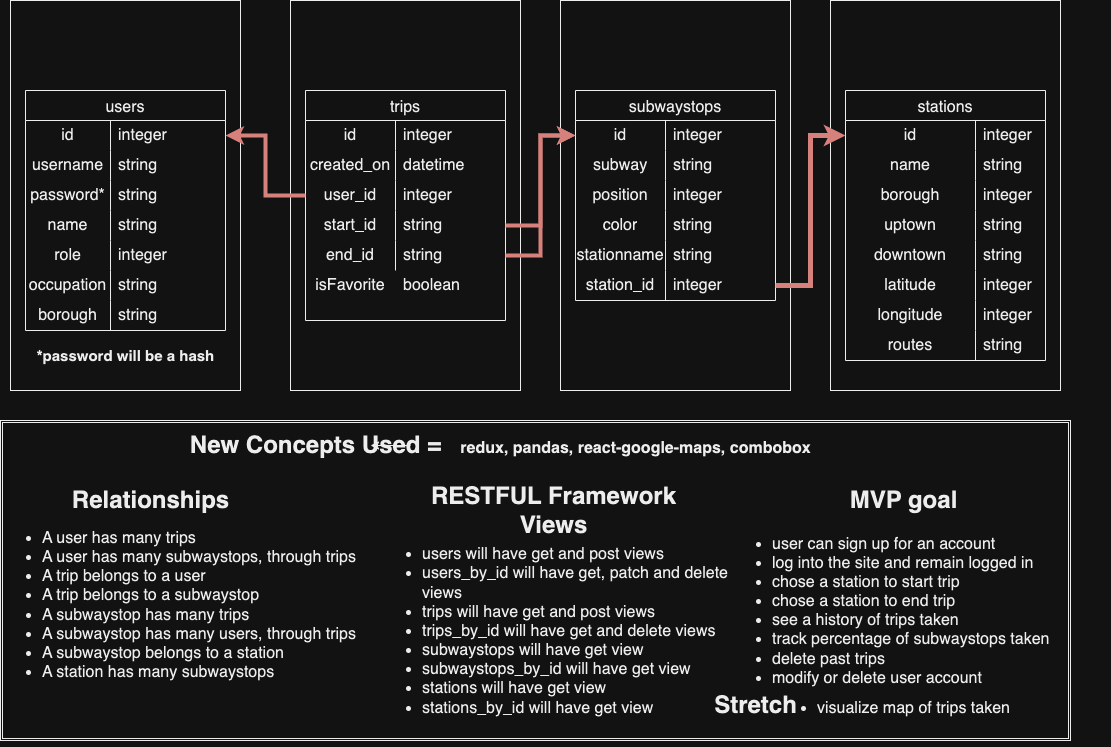 users
id integer
username string
password* string
name string
role integer
occupation string
borough string
*password will be a hash
trips
id integer
created_on datetime
user_id integer
start_id string
end_id string
isFavorite boolean
subwaystops
id integer
subway string
position integer
color string
stationname string
station_id integer
stations
id integer
name string
borough integer
uptown string
downtown string
latitude integer
longitude integer
routes string
New Concepts Used = redux, pandas, react-google-maps, combobox
Relationships
• A user has many trips
• A user has many subwaystops, through trips
• A trip belongs to a user
• A trip belongs to a subwaystop
• A subwaystop has many trips
• A subwaystop has many users, through trips
• A subwaystop belongs to a station
• A station has many subwaystops
RESTFUL Framework
Views
• users will have get and post views
• users_by_id will have get, patch and delete
views
• trips will have get and post views
• trips_by_id will have get and delete views
• subwaystops will have get view
• subwaystops_by_id will have get view
• stations will have get view
• stations_by_id will have get view
MVP goal
• user can sign up for an account
• log into the site and remain logged in
• chose a station to start trip
• chose a station to end trip
• see a history of trips taken
• track percentage of subwaystops taken
• delete past trips
• modify or delete user account
Stretch • visualize map of trips taken